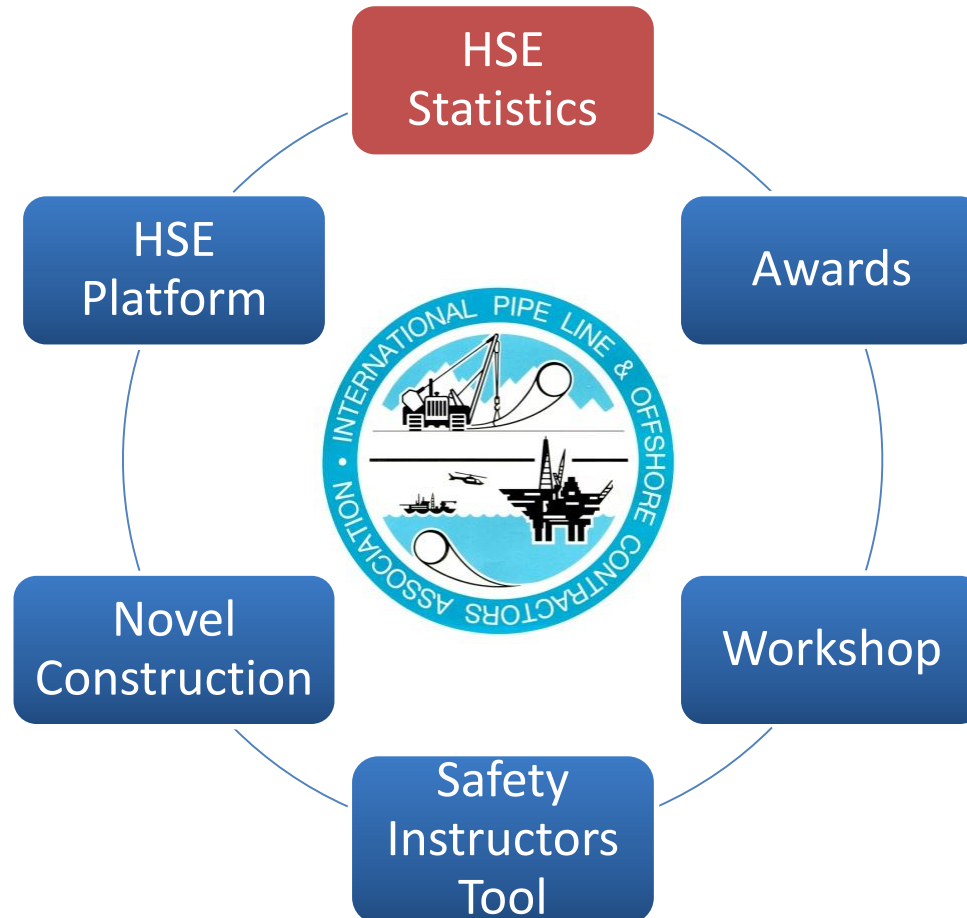 HSE
Statistics
HSE
Platform
Awards
INTERNATIONAL PIPE LINE & OFFSHORE CONTRACTORS ASSOCIATION •
Novel
Construction
Workshop
Safety
Instructors
Tool